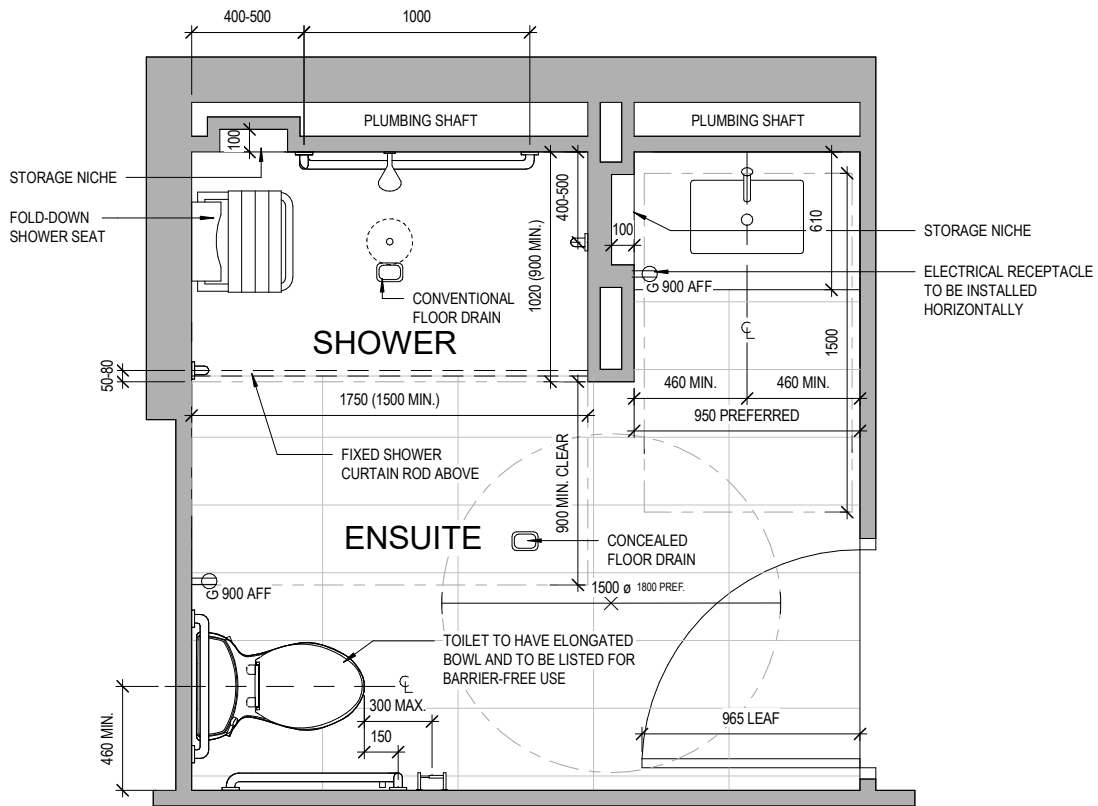 400-500
1000
PLUMBING SHAFT
PLUMBING SHAFT
100
STORAGE NICHE
FOLD-DOWN
SHOWER SEAT
400-500
1020 (900 MIN.)
100
610
STORAGE NICHE
ELECTRICAL RECEPTACLE
TO BE INSTALLED
HORIZONTALLY
G 900 AFF
CONVENTIONAL
FLOOR DRAIN
SHOWER
℄
1500
50-80
460 MIN.
460 MIN.
1750 (1500 MIN.)
950 PREFERRED
FIXED SHOWER
CURTAIN ROD ABOVE
900 MIN. CLEAR
ENSUITE
CONCEALED
FLOOR DRAIN
G 900 AFF
1500 ø 1800 PREF.
TOILET TO HAVE ELONGATED
BOWL AND TO BE LISTED FOR
BARRIER-FREE USE
℄
300 MAX.
150
460 MIN.
965 LEAF